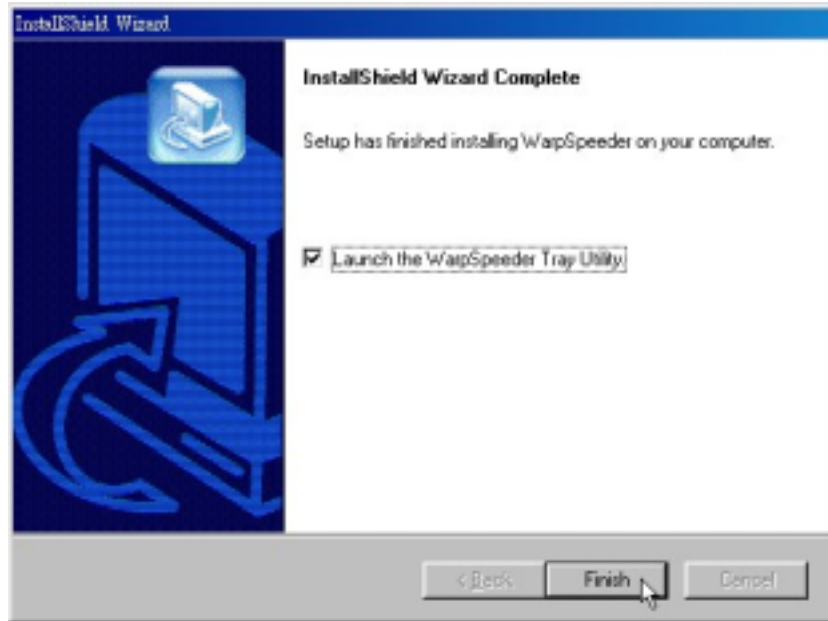 InstallShield Wizard
InstallShield Wizard Complete
Setup has finished installing WarpSpeeder on your computer.
Launch the WarpSpeeder Tray Utility.
< Back
Finish
Cancel